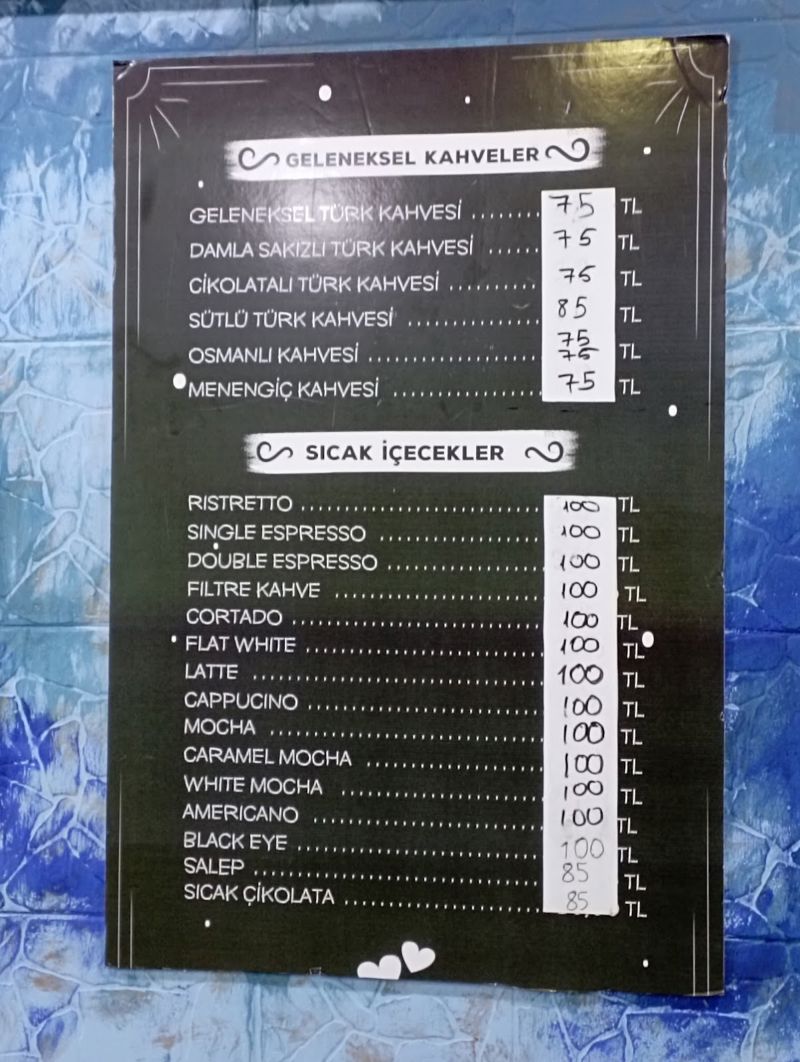 GELENEKSEL KAHVELER
GELENEKSEL TÜRK KAHVESİ ........ 75 TL
DAMLA SAKIZLI TÜRK KAHVESİ ...... 75 TL
CİKOLATALI TÜRK KAHVESİ .......... 75 TL
SÜTLÜ TÜRK KAHVESİ ............... 85 TL
OSMANLI KAHVESİ .................... 75 75 TL
MENENGİÇ KAHVESİ ................. 75 TL
SICAK İÇECEKLER
RISTRETTO .............................. 100 TL
SINGLE ESPRESSO .................... 100 TL
DOUBLE ESPRESSO ................... 100 TL
FILTRE KAHVE .......................... 100 TL
CORTADO ............................... 100 TL
FLAT WHITE ............................. 100 TL
LATTE .................................... 100 TL
CAPPUCINO ............................. 100 TL
MOCHA .................................. 100 TL
CARAMEL MOCHA ...................... 100 TL
WHITE MOCHA ......................... 100 TL
AMERICANO ............................ 100 TL
BLACK EYE .............................. 100 TL
SALEP .................................... 85 TL
SICAK ÇİKOLATA ........................ 85 TL